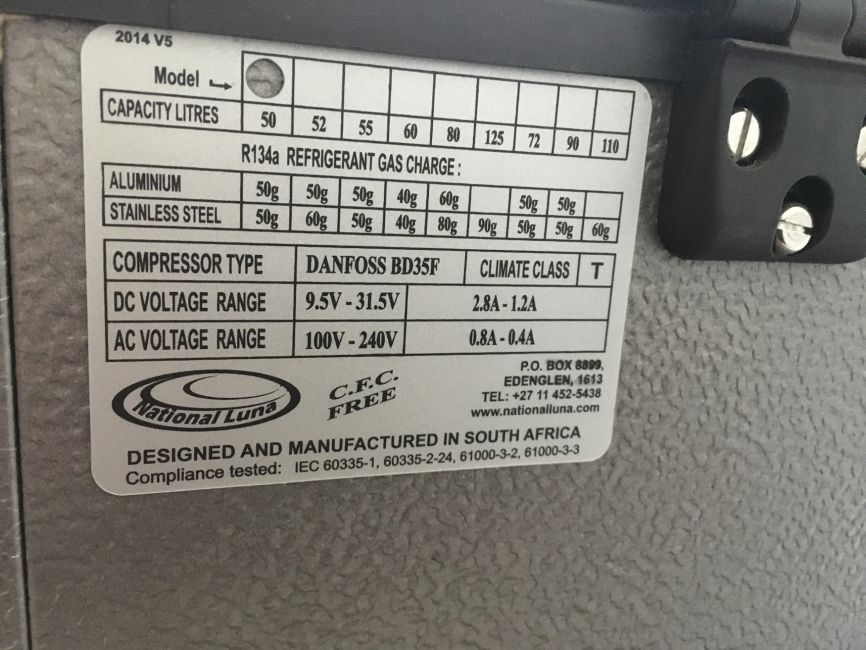 2014 V5
Model
CAPACITY LITRES 50 52 55 60 80 125 72 90 110
R134a REFRIGERANT GAS CHARGE :
ALUMINIUM 50g 50g 50g 40g 60g 50g 50g
STAINLESS STEEL 50g 60g 50g 40g 80g 90g 50g 50g 60g
COMPRESSOR TYPE DANFOSS BD35F CLIMATE CLASS T
DC VOLTAGE RANGE 9.5V - 31.5V 2.8A - 1.2A
AC VOLTAGE RANGE 100V - 240V 0.8A - 0.4A
National Luna
C.F.C.
FREE
P.O. BOX 8899,
EDENGLEN, 1613
TEL: +27 11 452-5438
www.nationalluna.com
DESIGNED AND MANUFACTURED IN SOUTH AFRICA
Compliance tested: IEC 60335-1, 60335-2-24, 61000-3-2, 61000-3-3